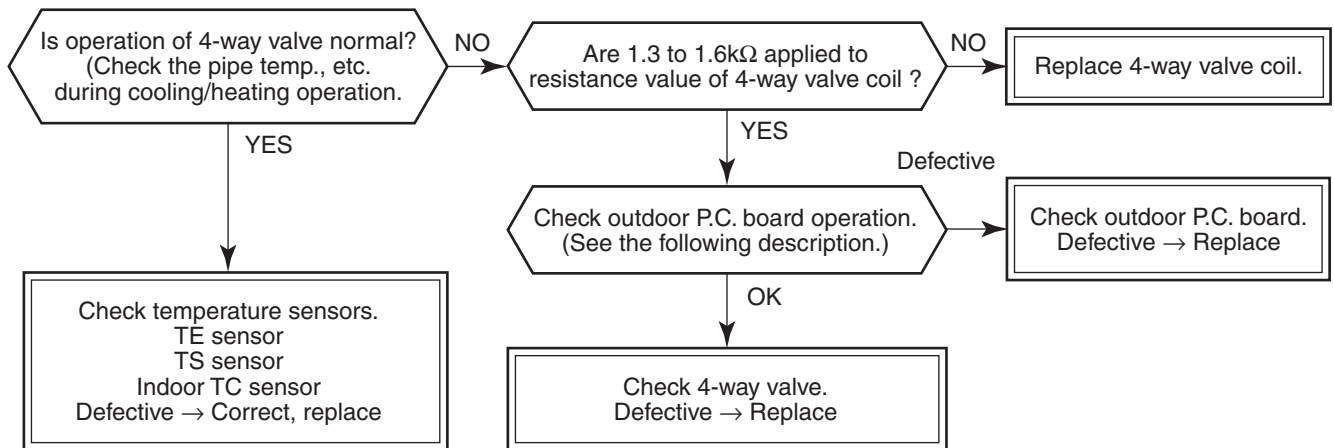 Is operation of 4-way valve normal?
(Check the pipe temp., etc.
during cooling/heating operation.
NO
Are 1.3 to 1.6kΩ applied to
resistance value of 4-way valve coil ?
NO
Replace 4-way valve coil.
YES
YES
Defective
Check outdoor P.C. board operation.
(See the following description.)
Check outdoor P.C. board.
Defective → Replace
OK
Check temperature sensors.
TE sensor
TS sensor
Indoor TC sensor
Defective → Correct, replace
Check 4-way valve.
Defective → Replace